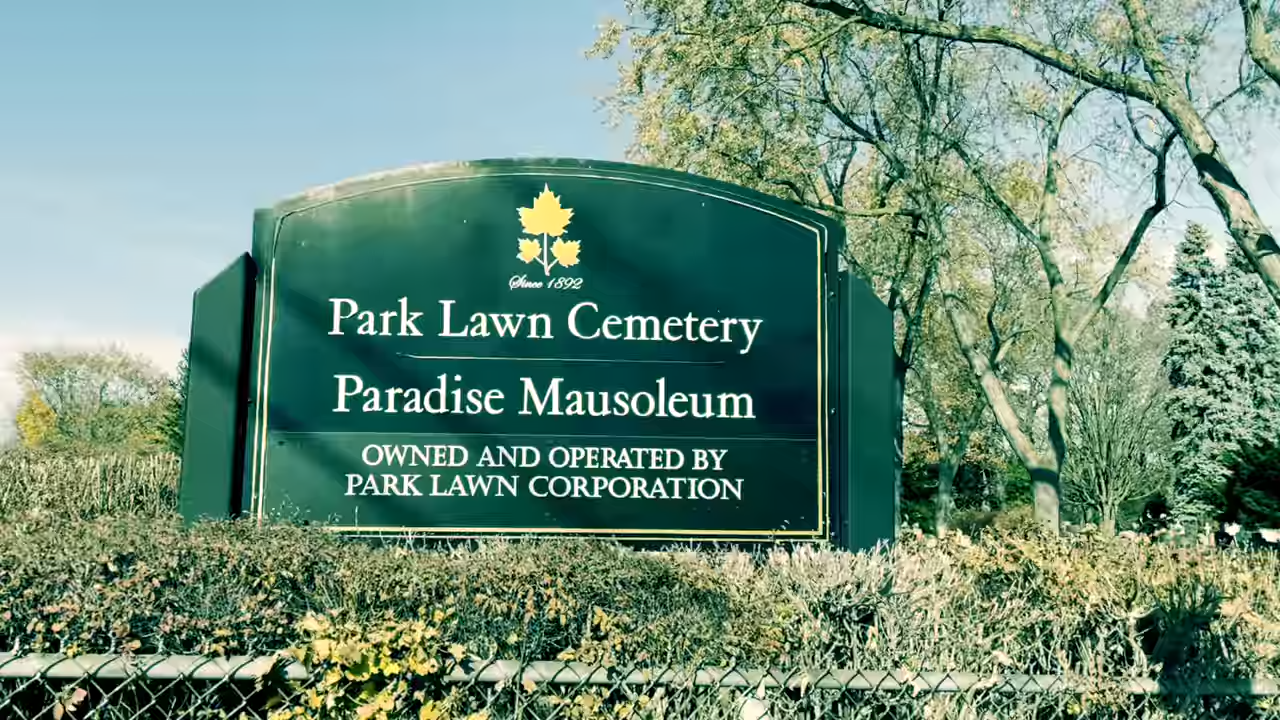 Since 1892
Park Lawn Cemetery
Paradise Mausoleum
OWNED AND OPERATED BY
PARK LAWN CORPORATION